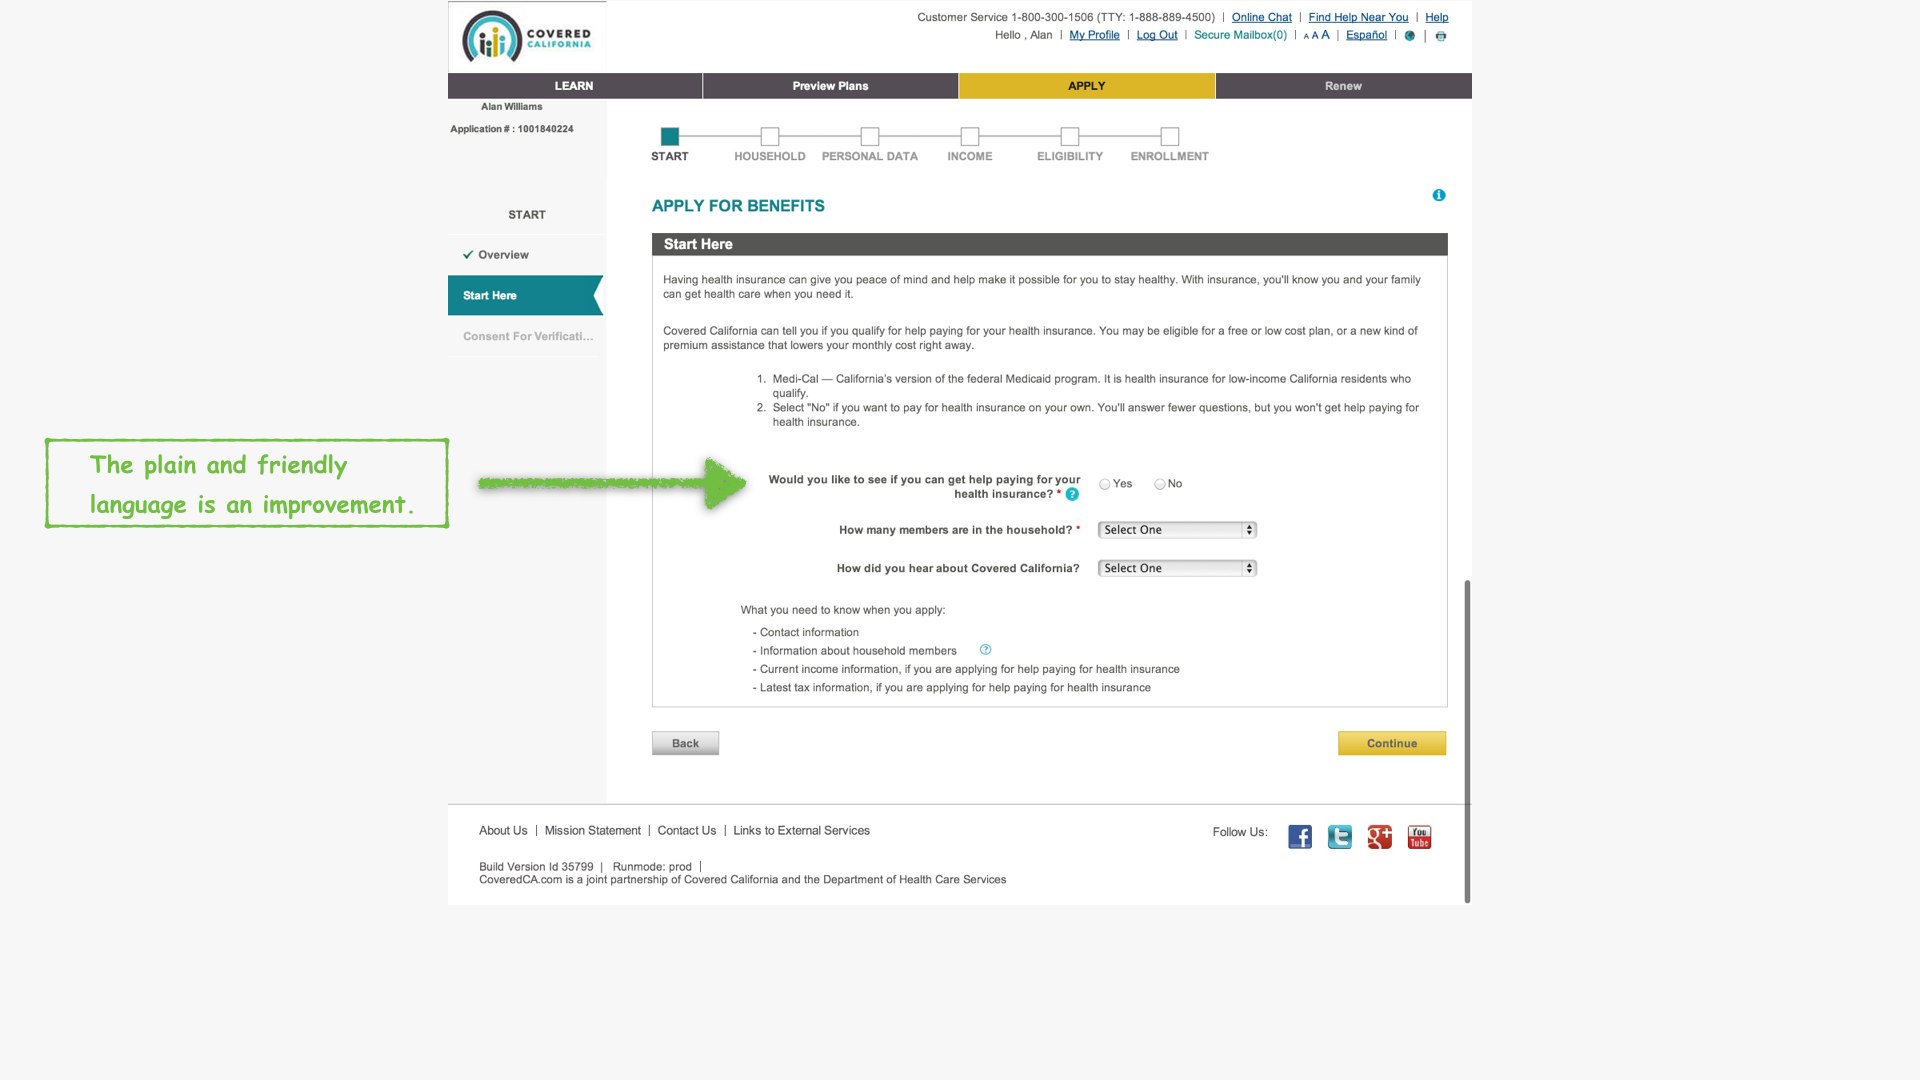 COVERED
CALIFORNIA
Customer Service 1-800-300-1506 (TTY: 1-888-889-4500) | Online Chat | Find Help Near You | Help
Hello , Alan | My Profile | Log Out | Secure Mailbox(0) | A A A | Español | |
LEARN
Preview Plans
APPLY
Renew
Alan Williams
Application # : 1001840224
START
HOUSEHOLD
PERSONAL DATA
INCOME
ELIGIBILITY
ENROLLMENT
START
Overview
Start Here
Consent For Verificati...
APPLY FOR BENEFITS
Start Here
Having health insurance can give you peace of mind and help make it possible for you to stay healthy. With insurance, you'll know you and your family
can get health care when you need it.
Covered California can tell you if you qualify for help paying for your health insurance. You may be eligible for a free or low cost plan, or a new kind of
premium assistance that lowers your monthly cost right away.
1. Medi-Cal — California's version of the federal Medicaid program. It is health insurance for low-income California residents who
qualify.
2. Select "No" if you want to pay for health insurance on your own. You'll answer fewer questions, but you won't get help paying for
health insurance.
The plain and friendly
language is an improvement.
Would you like to see if you can get help paying for your
health insurance? * ?
Yes
No
How many members are in the household? *
Select One
How did you hear about Covered California?
Select One
What you need to know when you apply:
- Contact information
- Information about household members ?
- Current income information, if you are applying for help paying for health insurance
- Latest tax information, if you are applying for help paying for health insurance
Back
Continue
About Us | Mission Statement | Contact Us | Links to External Services
Follow Us:
You
Tube
Build Version Id 35799 | Runmode: prod |
CoveredCA.com is a joint partnership of Covered California and the Department of Health Care Services